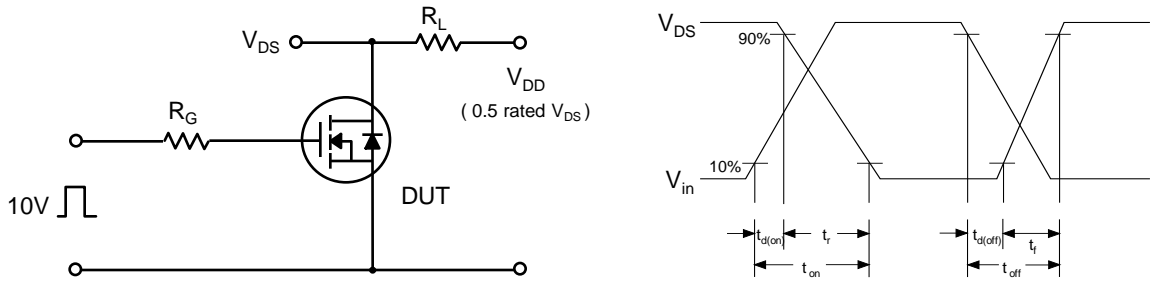 R_L
V_DS
V_DD
( 0.5 rated V_DS )
R_G
DUT
10V
V_DS
90%
10%
V_in
t_d(on)
t_r
t_on
t_d(off)
t_f
t_off